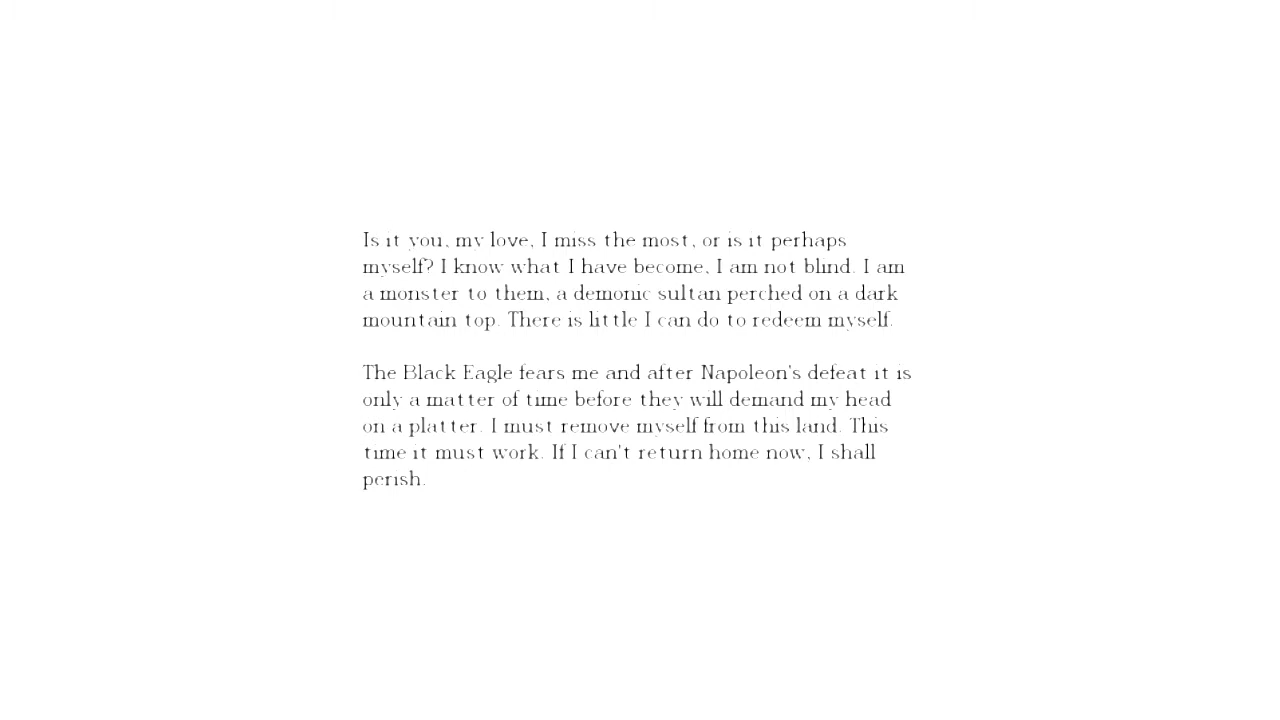 Is it you, my love, I miss the most, or is it perhaps
myself? I know what I have become, I am not blind. I am
a monster to them, a demonic sultan perched on a dark
mountain top. There is little I can do to redeem myself.
The Black Eagle fears me and after Napoleon's defeat it is
only a matter of time before they will demand my head
on a platter. I must remove myself from this land. This
time it must work. If I can't return home now, I shall
perish.